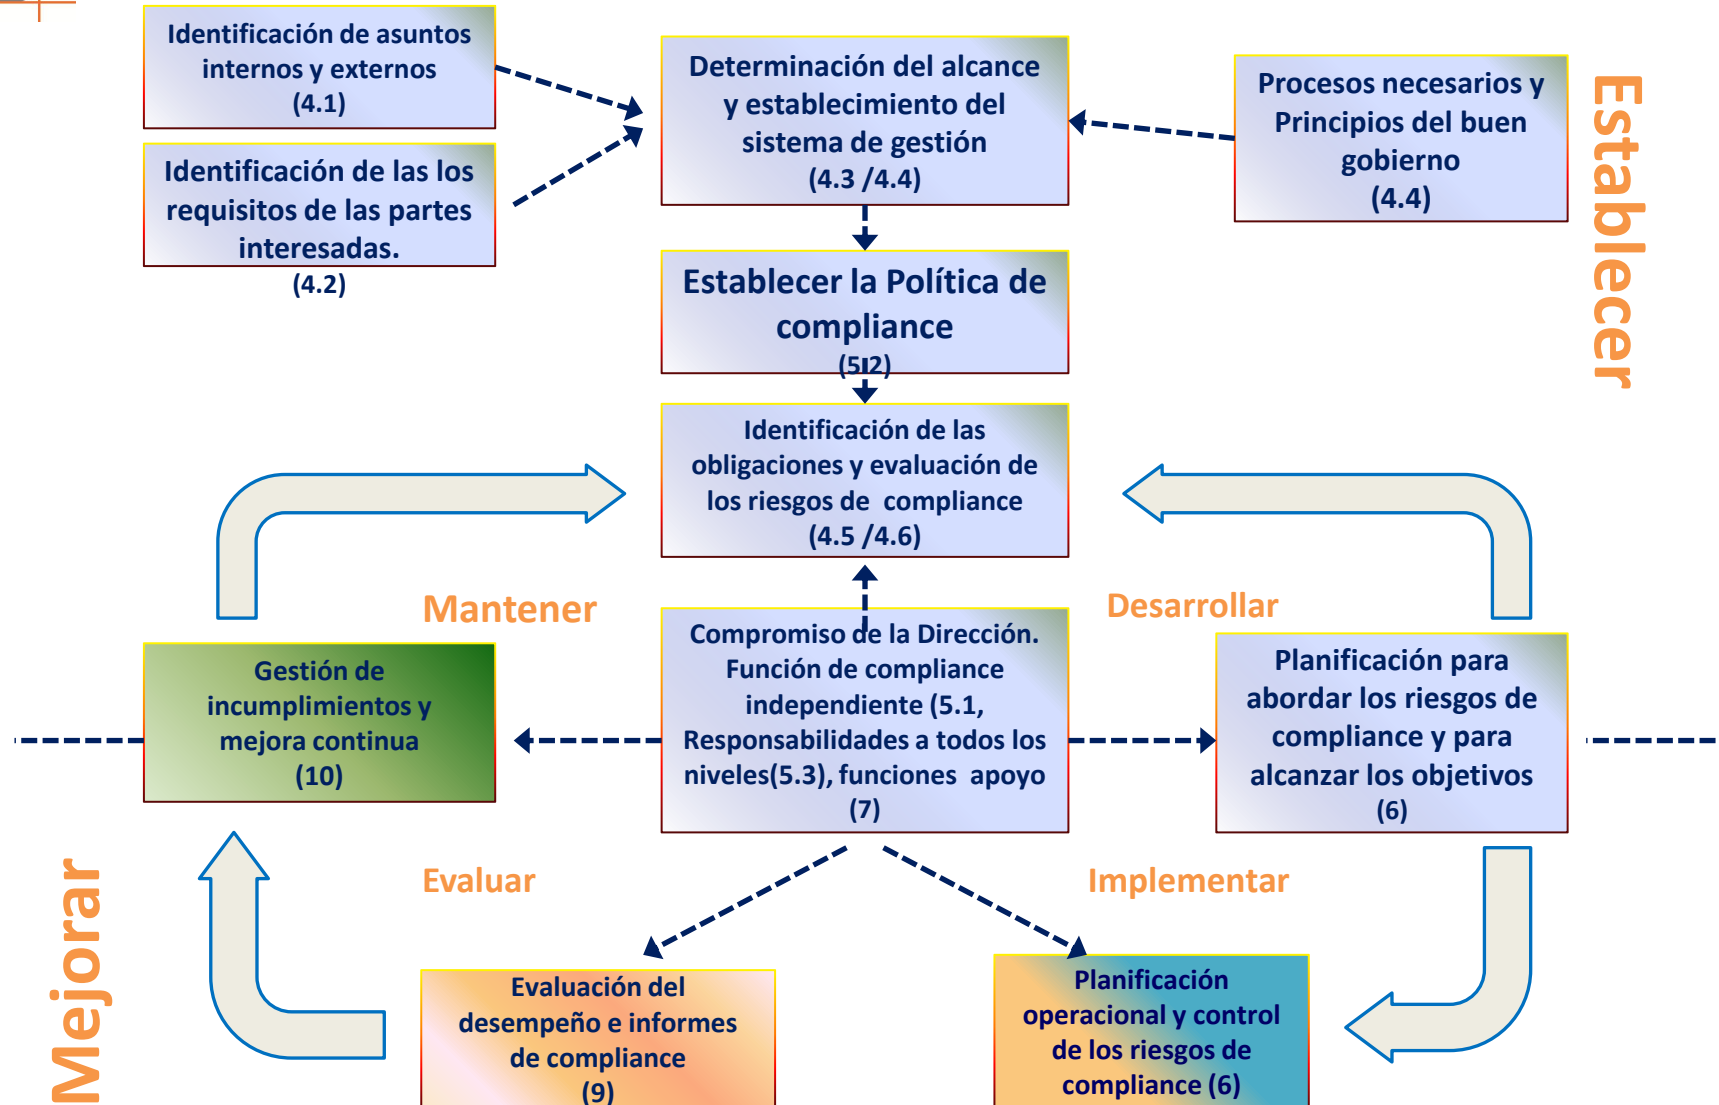 Identificación de asuntos
internos y externos
(4.1)
Identificación de las los
requisitos de las partes
interesadas.
(4.2)
Determinación del alcance
y establecimiento del
sistema de gestión
(4.3 /4.4)
Procesos necesarios y
Principios del buen
gobierno
(4.4)
Establecer
Establecer la Política de
compliance
(5.2)
Identificación de las
obligaciones y evaluación de
los riesgos de compliance
(4.5 /4.6)
Mantener
Desarrollar
Gestión de
incumplimientos y
mejora continua
(10)
Compromiso de la Dirección.
Función de compliance
independiente (5.1,
Responsabilidades a todos los
niveles(5.3), funciones apoyo
(7)
Planificación para
abordar los riesgos de
compliance y para
alcanzar los objetivos
(6)
Mejorar
Evaluar
Implementar
Evaluación del
desempeño e informes
de compliance
(9)
Planificación
operacional y control
de los riesgos de
compliance (6)